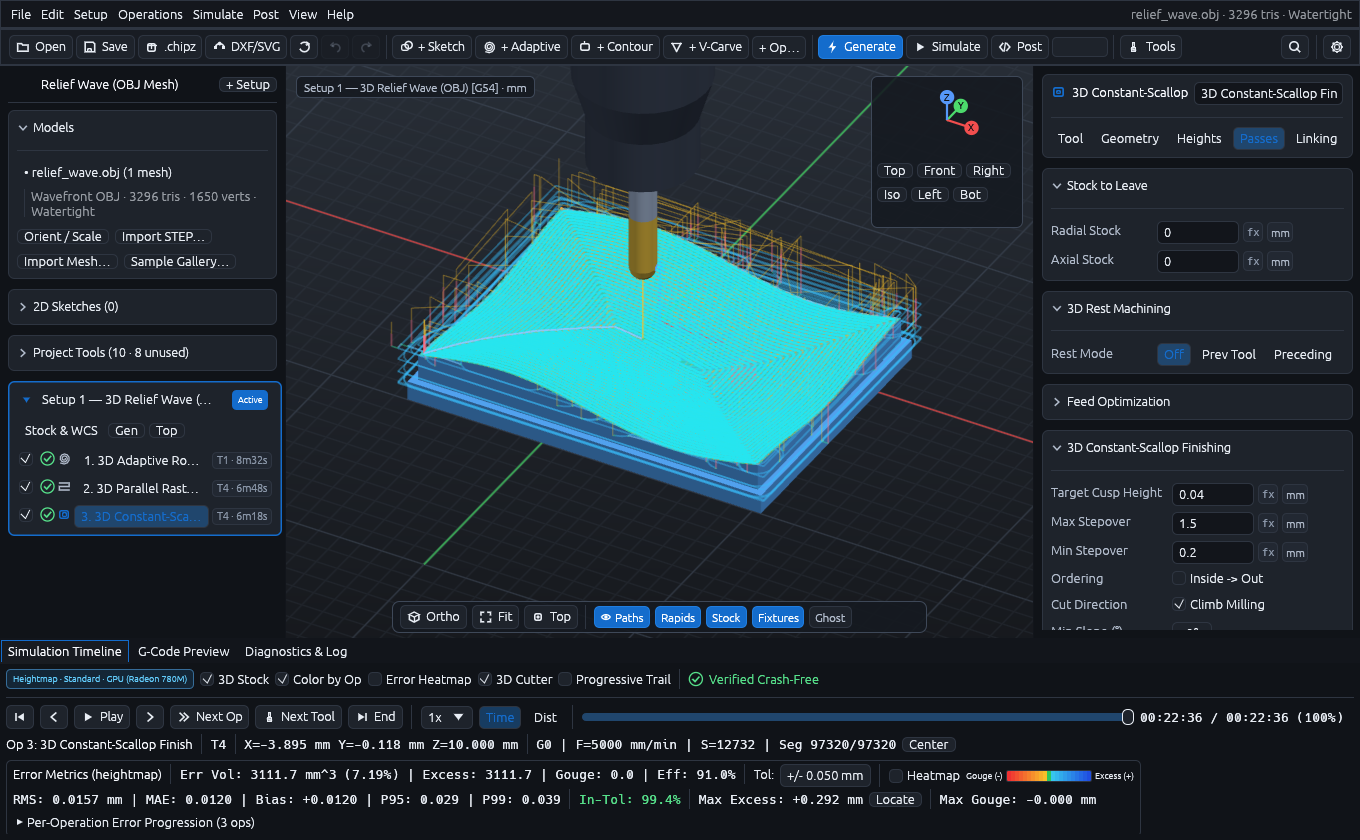 File Edit Setup Operations Simulate Post View Help
relief_wave.obj · 3296 tris · Watertight
Open Save .chipz DXF/SVG + Sketch + Adaptive + Contour + V-Carve + Op... Generate Simulate Post Tools
Relief Wave (OBJ Mesh) + Setup
Models
• relief_wave.obj (1 mesh)
Wavefront OBJ · 3296 tris · 1650 verts ·
Watertight
Orient / Scale Import STEP...
Import Mesh... Sample Gallery...
2D Sketches (0)
Project Tools (10 · 8 unused)
Setup 1 — 3D Relief Wave (... Active
Stock & WCS Gen Top
1. 3D Adaptive Ro... T1 · 8m32s
2. 3D Parallel Rast... T4 · 6m48s
3. 3D Constant-Sca... T4 · 6m18s
Setup 1 — 3D Relief Wave (OBJ) [G54] · mm
Z
Y
X
Top Front Right
Iso Left Bot
Ortho Fit Top Paths Rapids Stock Fixtures Ghost
3D Constant-Scallop 3D Constant-Scallop Fin
Tool Geometry Heights Passes Linking
Stock to Leave
Radial Stock 0 fx mm
Axial Stock 0 fx mm
3D Rest Machining
Rest Mode Off Prev Tool Preceding
Feed Optimization
3D Constant-Scallop Finishing
Target Cusp Height 0.04 fx mm
Max Stepover 1.5 fx mm
Min Stepover 0.2 fx mm
Ordering Inside -> Out
Cut Direction Climb Milling
Simulation Timeline G-Code Preview Diagnostics & Log
Heightmap · Standard · GPU (Radeon 780M) 3D Stock Color by Op Error Heatmap 3D Cutter Progressive Trail Verified Crash-Free
Play Next Op Next Tool End 1x Time Dist 00:22:36 / 00:22:36 (100%)
Op 3: 3D Constant-Scallop Finish T4 X=-3.895 mm Y=-0.118 mm Z=10.000 mm G0 | F=5000 mm/min | S=12732 | Seg 97320/97320 Center
Error Metrics (heightmap) Err Vol: 3111.7 mm^3 (7.19%) | Excess: 3111.7 | Gouge: 0.0 | Eff: 91.0% Tol: +/- 0.050 mm Heatmap Gouge (-) Excess (+)
RMS: 0.0157 mm | MAE: 0.0120 | Bias: +0.0120 | P95: 0.029 | P99: 0.039 In-Tol: 99.4% Max Excess: +0.292 mm Locate Max Gouge: -0.000 mm
Per-Operation Error Progression (3 ops)